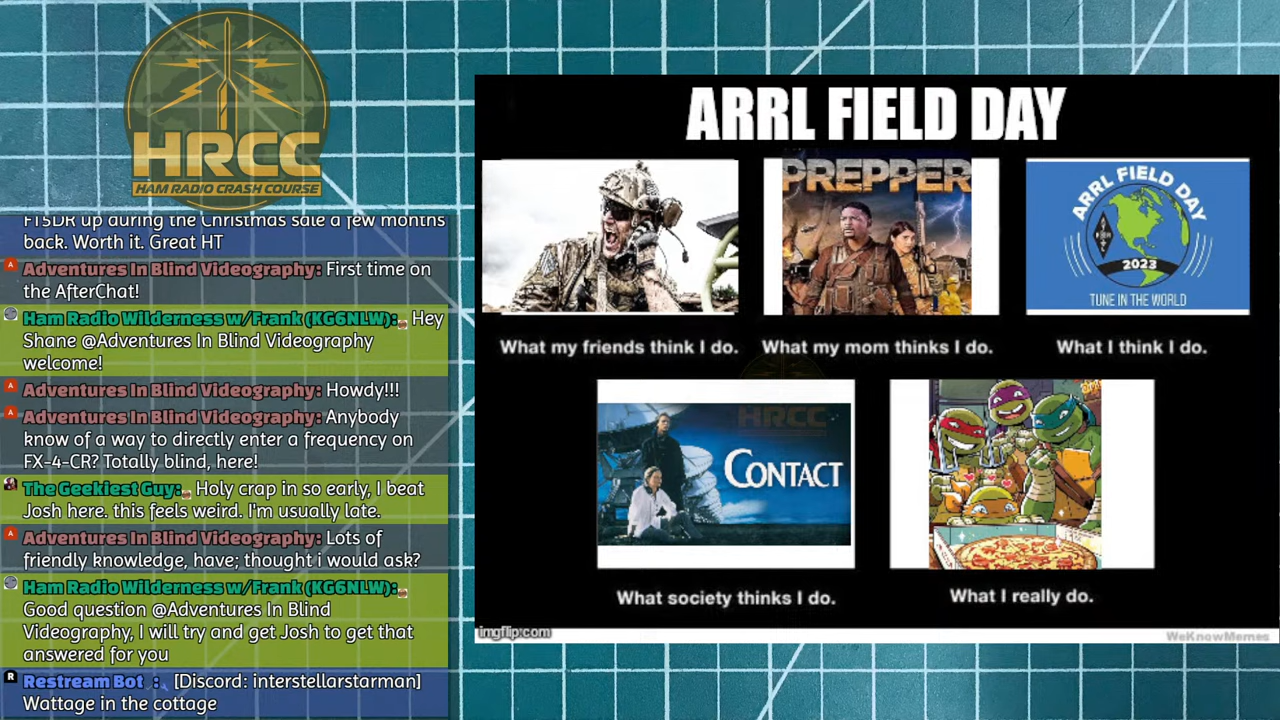 HRCC
HAM RADIO CRASH COURSE
FT5DR up during the Christmas sale a few months
back. Worth it. Great HT
Adventures In Blind Videography: First time on
the AfterChat!
Ham Radio Wilderness w/Frank (KG6NLW): Hey
Shane @Adventures In Blind Videography
welcome!
Adventures In Blind Videography: Howdy!!!
Adventures In Blind Videography: Anybody
know of a way to directly enter a frequency on
FX-4-CR? Totally blind, here!
The Geekiest Guy: Holy crap in so early, I beat
Josh here. this feels weird. I'm usually late.
Adventures In Blind Videography: Lots of
friendly knowledge, have; thought i would ask?
Ham Radio Wilderness w/Frank (KG6NLW):
Good question @Adventures In Blind
Videography, I will try and get Josh to get that
answered for you
Restream Bot : [Discord: interstellarstarman]
Wattage in the cottage
ARRL FIELD DAY
PREPPER
ARRL FIELD DAY
2023
TUNE IN THE WORLD
What my friends think I do.
What my mom thinks I do.
What I think I do.
HRCC
CONTACT
What society thinks I do.
What I really do.
imgflip.com
WeKnowMemes